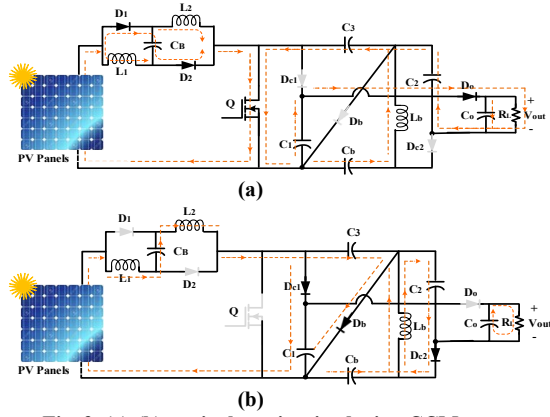 D1
L2
CB
L1
D2
C3
Q
Dc1
Db
C1
Cb
Lb
C2
Do
Dc2
Co
RL
+
Vout
-
PV Panels
(a)
D1
L2
CB
L1
D2
C3
Q
Dc1
Db
C1
Cb
Lb
C2
Do
Dc2
Co
RL
+
Vout
-
PV Panels
(b)